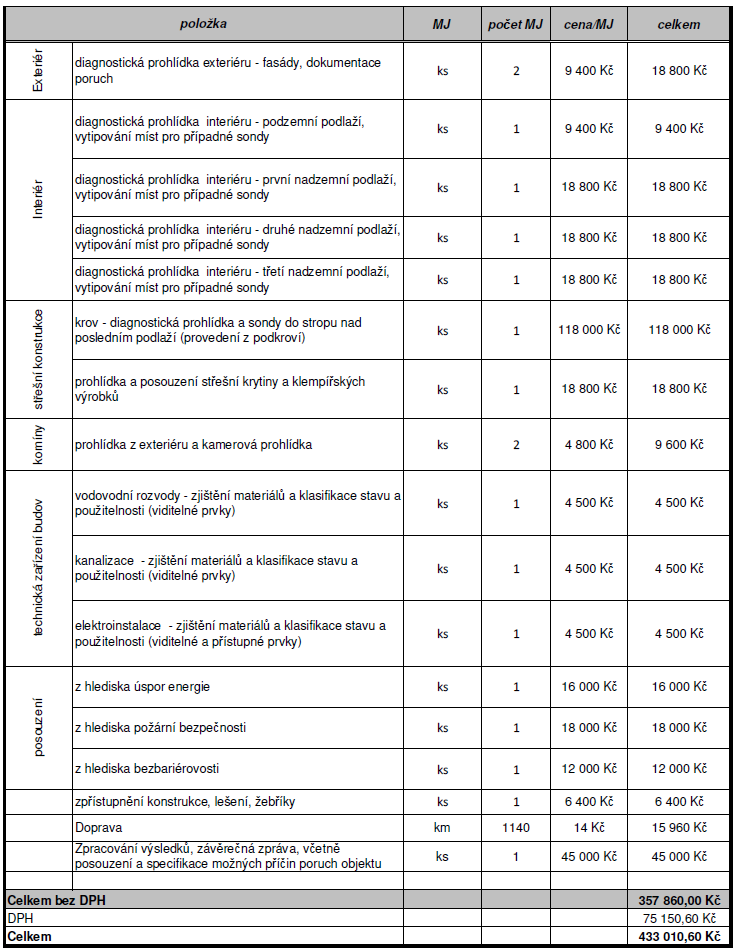 položka MJ počet MJ cena/MJ celkem
Exteriér
diagnostická prohlídka exteriéru - fasády, dokumentace
poruch
ks 2 9 400 Kč 18 800 Kč
Interiér
diagnostická prohlídka  interiéru - podzemní podlaží,
vytipování míst pro případné sondy
ks 1 9 400 Kč 9 400 Kč
diagnostická prohlídka  interiéru - první nadzemní podlaží,
vytipování míst pro případné sondy
ks 1 18 800 Kč 18 800 Kč
diagnostická prohlídka  interiéru - druhé nadzemní podlaží,
vytipování míst pro případné sondy
ks 1 18 800 Kč 18 800 Kč
diagnostická prohlídka  interiéru - třetí nadzemní podlaží,
vytipování míst pro případné sondy
ks 1 18 800 Kč 18 800 Kč
střešní konstrukce
krov - diagnostická prohlídka a sondy do stropu nad
posledním podlaží (provedení z podkroví)
ks 1 118 000 Kč 118 000 Kč
prohlídka a posouzení střešní krytiny a klempířských
výrobků
ks 1 18 800 Kč 18 800 Kč
komíny
prohlídka z exteriéru a kamerová prohlídka
ks 2 4 800 Kč 9 600 Kč
technická zařízení budov
vodovodní rozvody - zjištění materiálů a klasifikace stavu a
použitelnosti (viditelné prvky)
ks 1 4 500 Kč 4 500 Kč
kanalizace  - zjištění materiálů a klasifikace stavu a
použitelnosti (viditelné prvky)
ks 1 4 500 Kč 4 500 Kč
elektroinstalace  - zjištění materiálů a klasifikace stavu a
použitelnosti (viditelné a přístupné prvky)
ks 1 4 500 Kč 4 500 Kč
posouzení
z hlediska úspor energie ks 1 16 000 Kč 16 000 Kč
z hlediska požární bezpečnosti ks 1 18 000 Kč 18 000 Kč
z hlediska bezbariérovosti ks 1 12 000 Kč 12 000 Kč
zpřístupnění konstrukce, lešení, žebříky ks 1 6 400 Kč 6 400 Kč
Doprava km 1140 14 Kč 15 960 Kč
Zpracování výsledků, závěrečná zpráva, včetně
posouzení a specifikace možných příčin poruch objektu
ks 1 45 000 Kč 45 000 Kč
Celkem bez DPH 357 860,00 Kč
DPH 75 150,60 Kč
Celkem 433 010,60 Kč